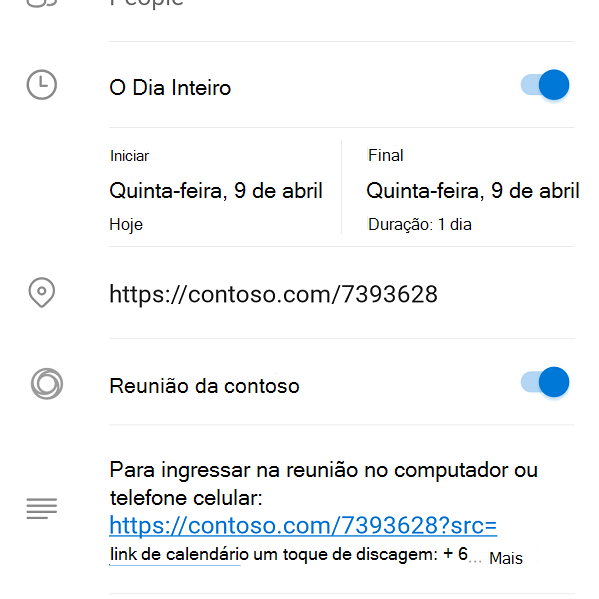 People
O Dia Inteiro
Iniciar
Final
Quinta-feira, 9 de abril
Quinta-feira, 9 de abril
Hoje
Duração: 1 dia
https://contoso.com/7393628
Reunião da contoso
Para ingressar na reunião no computador ou
telefone celular:
https://contoso.com/7393628?src=
link de calendário um toque de discagem: + 6... Mais